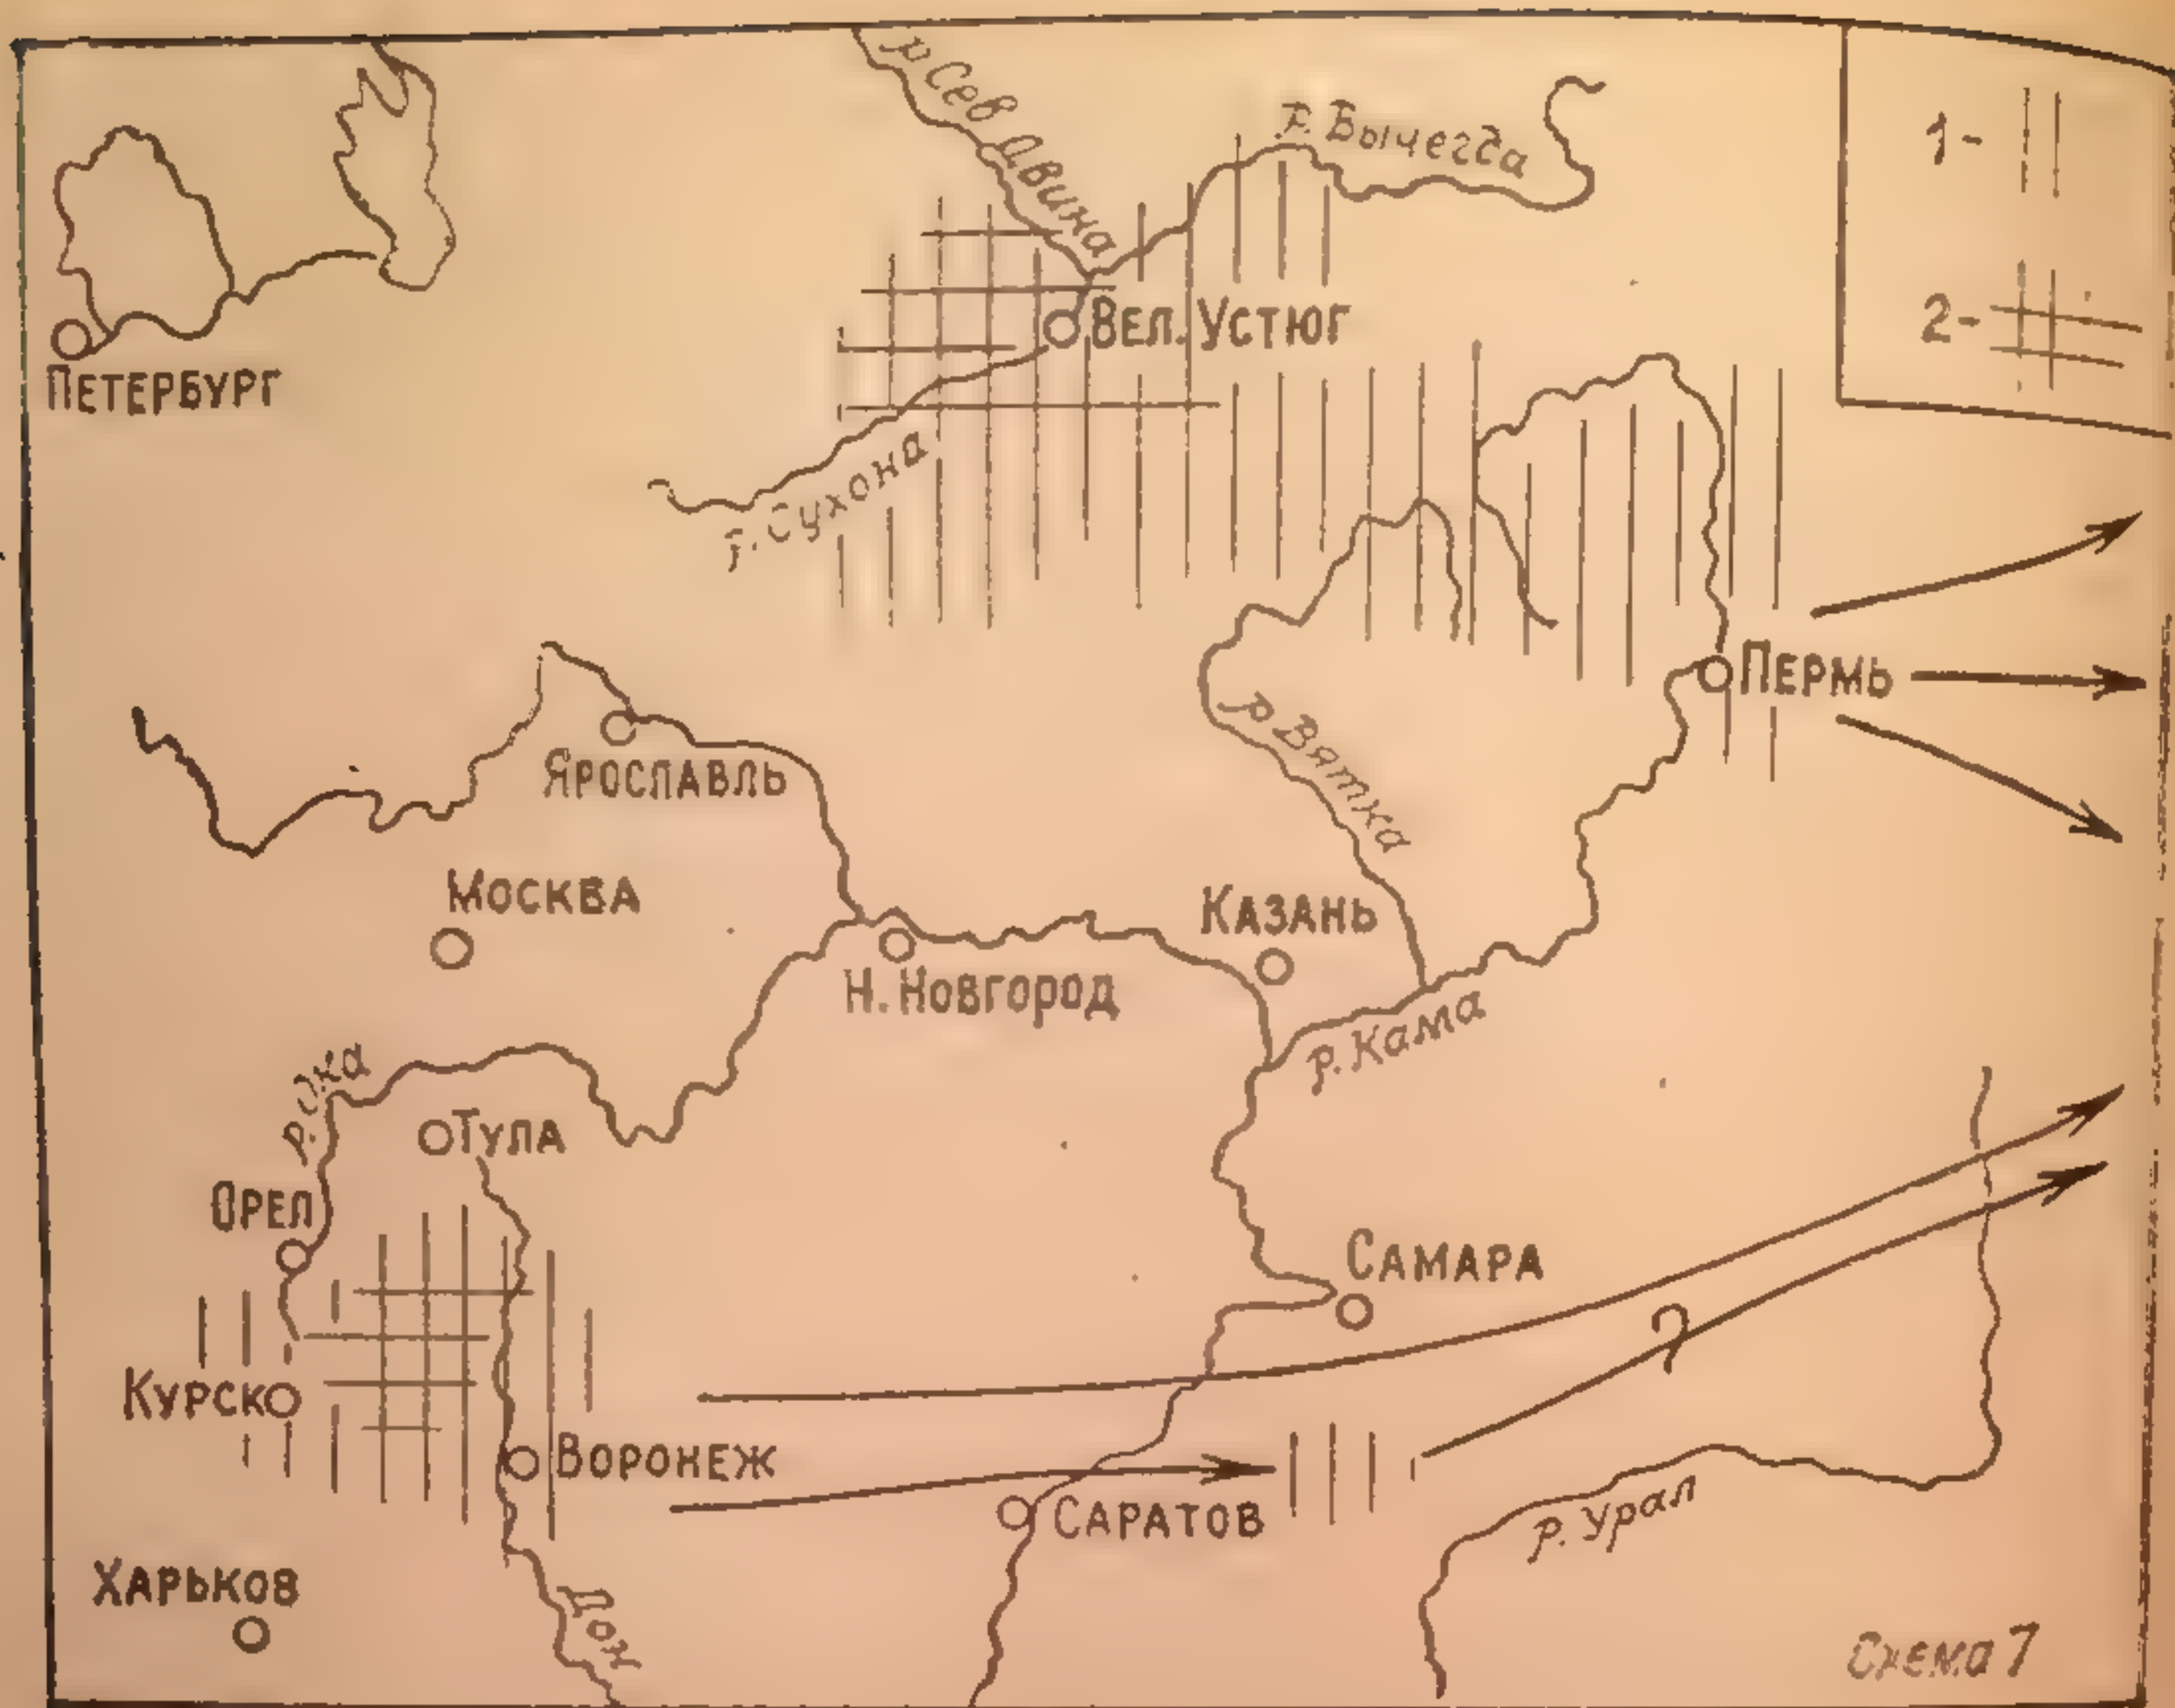 р Сев Двина
р. Вычегда
1-
2-
Вел. Устюг
Петербург
р. Сухона
Пермь
р Вятка
Ярославль
Москва
Казань
Н. Новгород
р. Кама
р. Ока
Тула
Орел
Самара
?
Курск
Воронеж
Саратов
р. Урал
Харьков
Дон
Схема 7